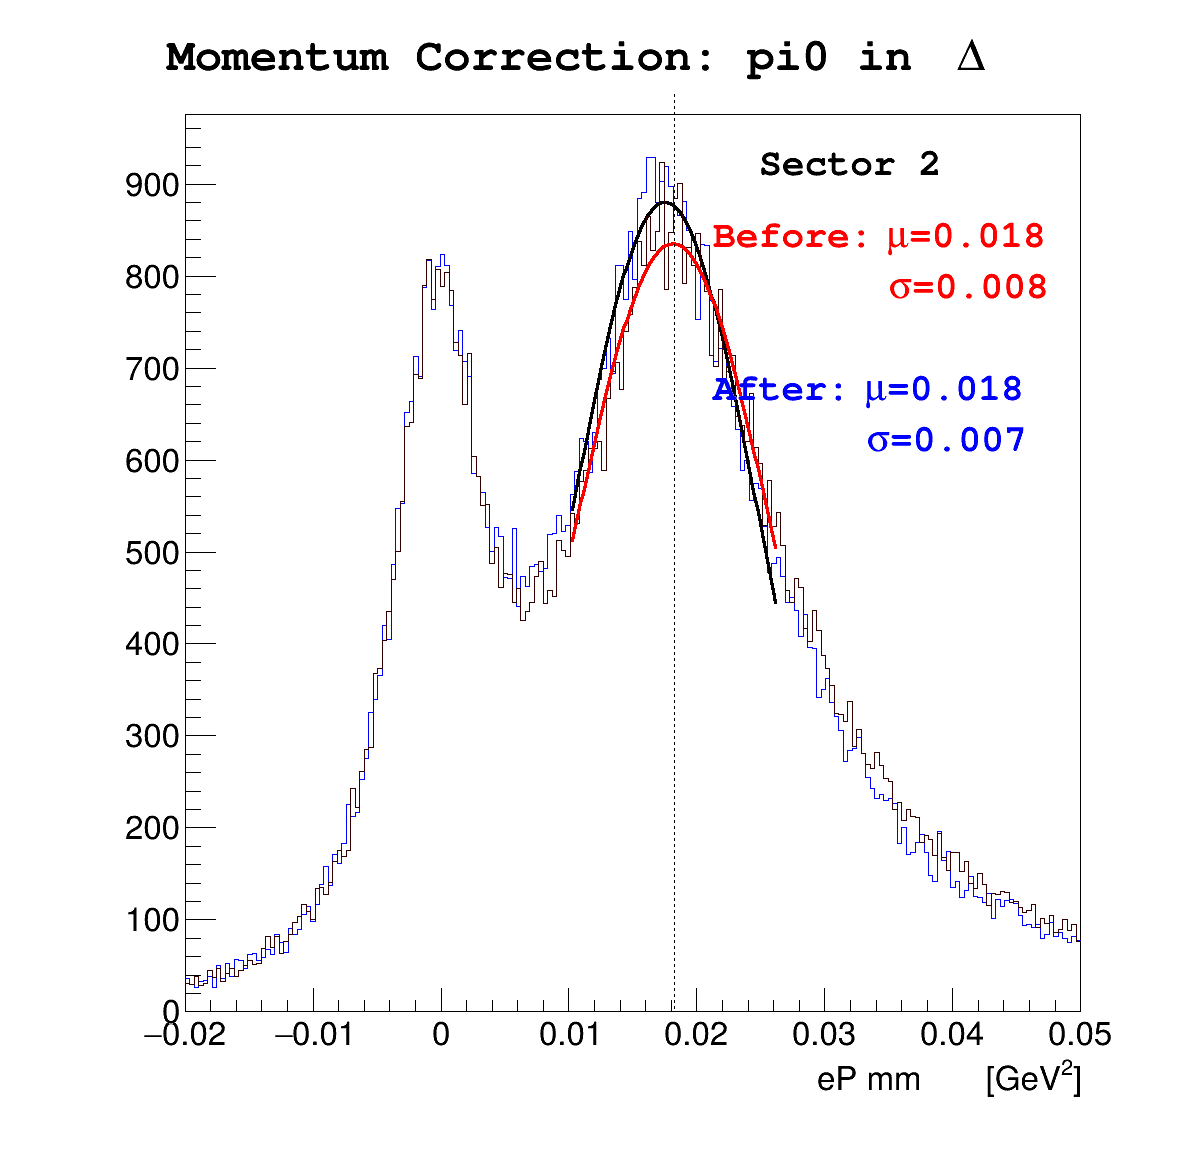 Momentum Correction: pi0 in Δ
Sector 2
Before: μ=0.018
σ=0.008
After: μ=0.018
σ=0.007
900
800
700
600
500
400
300
200
100
0
−0.02 −0.01 0 0.01 0.02 0.03 0.04 0.05
eP mm [GeV²]